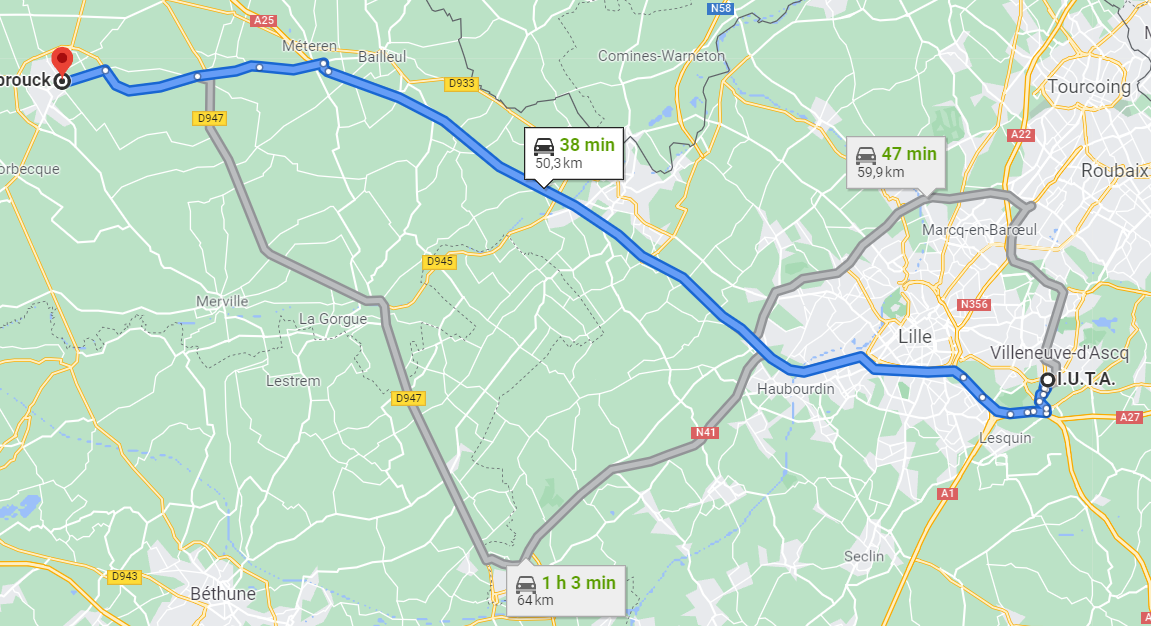 N58
A25
Méteren
Bailleul
Comines-Warneton
brouck
D933
Tourcoing
D947
A22
38 min
50,3 km
47 min
59,9 km
orbecque
Roubaix
Marcq-en-Barœul
D945
Merville
La Gorgue
N356
Lille
Villeneuve-d'Ascq
Lestrem
I.U.T.A.
Haubourdin
D947
A27
N41
Lesquin
A1
Seclin
D943
Béthune
1 h 3 min
64 km